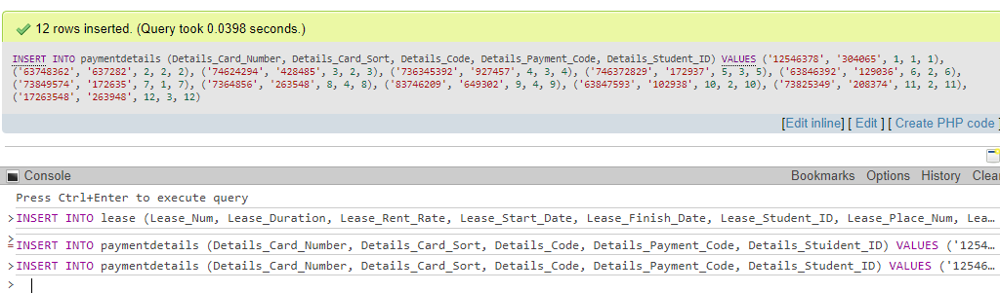 12 rows inserted. (Query took 0.0398 seconds.)
INSERT INTO paymentdetails (Details_Card_Number, Details_Card_Sort, Details_Code, Details_Payment_Code, Details_Student_ID) VALUES ('12546378', '304065', 1, 1, 1),
('63748362', '637282', 2, 2, 2), ('74624294', '428485', 3, 2, 3), ('736345392', '927457', 4, 3, 4), ('746372829', '172937', 5, 3, 5), ('63846392', '129036', 6, 2, 6),
('73849574', '172635', 7, 1, 7), ('7364856', '263548', 8, 4, 8), ('83746209', '649302', 9, 4, 9), ('63847593', '102938', 10, 2, 10), ('73825349', '208374', 11, 2, 11),
('17263548', '263948', 12, 3, 12)
[Edit inline] [ Edit ] [ Create PHP code ]
Console
Bookmarks Options History Clear
Press Ctrl+Enter to execute query
>INSERT INTO lease (Lease_Num, Lease_Duration, Lease_Rent_Rate, Lease_Start_Date, Lease_Finish_Date, Lease_Student_ID, Lease_Place_Num, Lea…
>
=INSERT INTO paymentdetails (Details_Card_Number, Details_Card_Sort, Details_Code, Details_Payment_Code, Details_Stuident_ID) VALUES ('1254…
>INSERT INTO paymentdetails (Details_Card_Number, Details_Card_Sort, Details_Code, Details_Payment_Code, Details_Student_ID) VALUES ('12546…
>